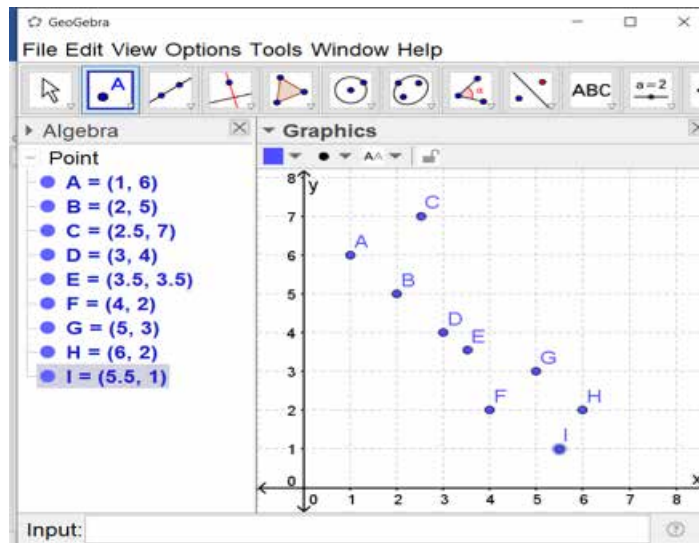 GeoGebra
File Edit View Options Tools Window Help
A ABC a=2
Algebra
Graphics
Point
AA
A = (1, 6)
B = (2, 5)
C = (2.5, 7)
D = (3, 4)
E = (3.5, 3.5)
F = (4, 2)
G = (5, 3)
H = (6, 2)
I = (5.5, 1)
8 y
C
7
A
6
B
5
D
4
E
G
3
F H
2
I
1
0
x
0 1 2 3 4 5 6 7 8
Input: